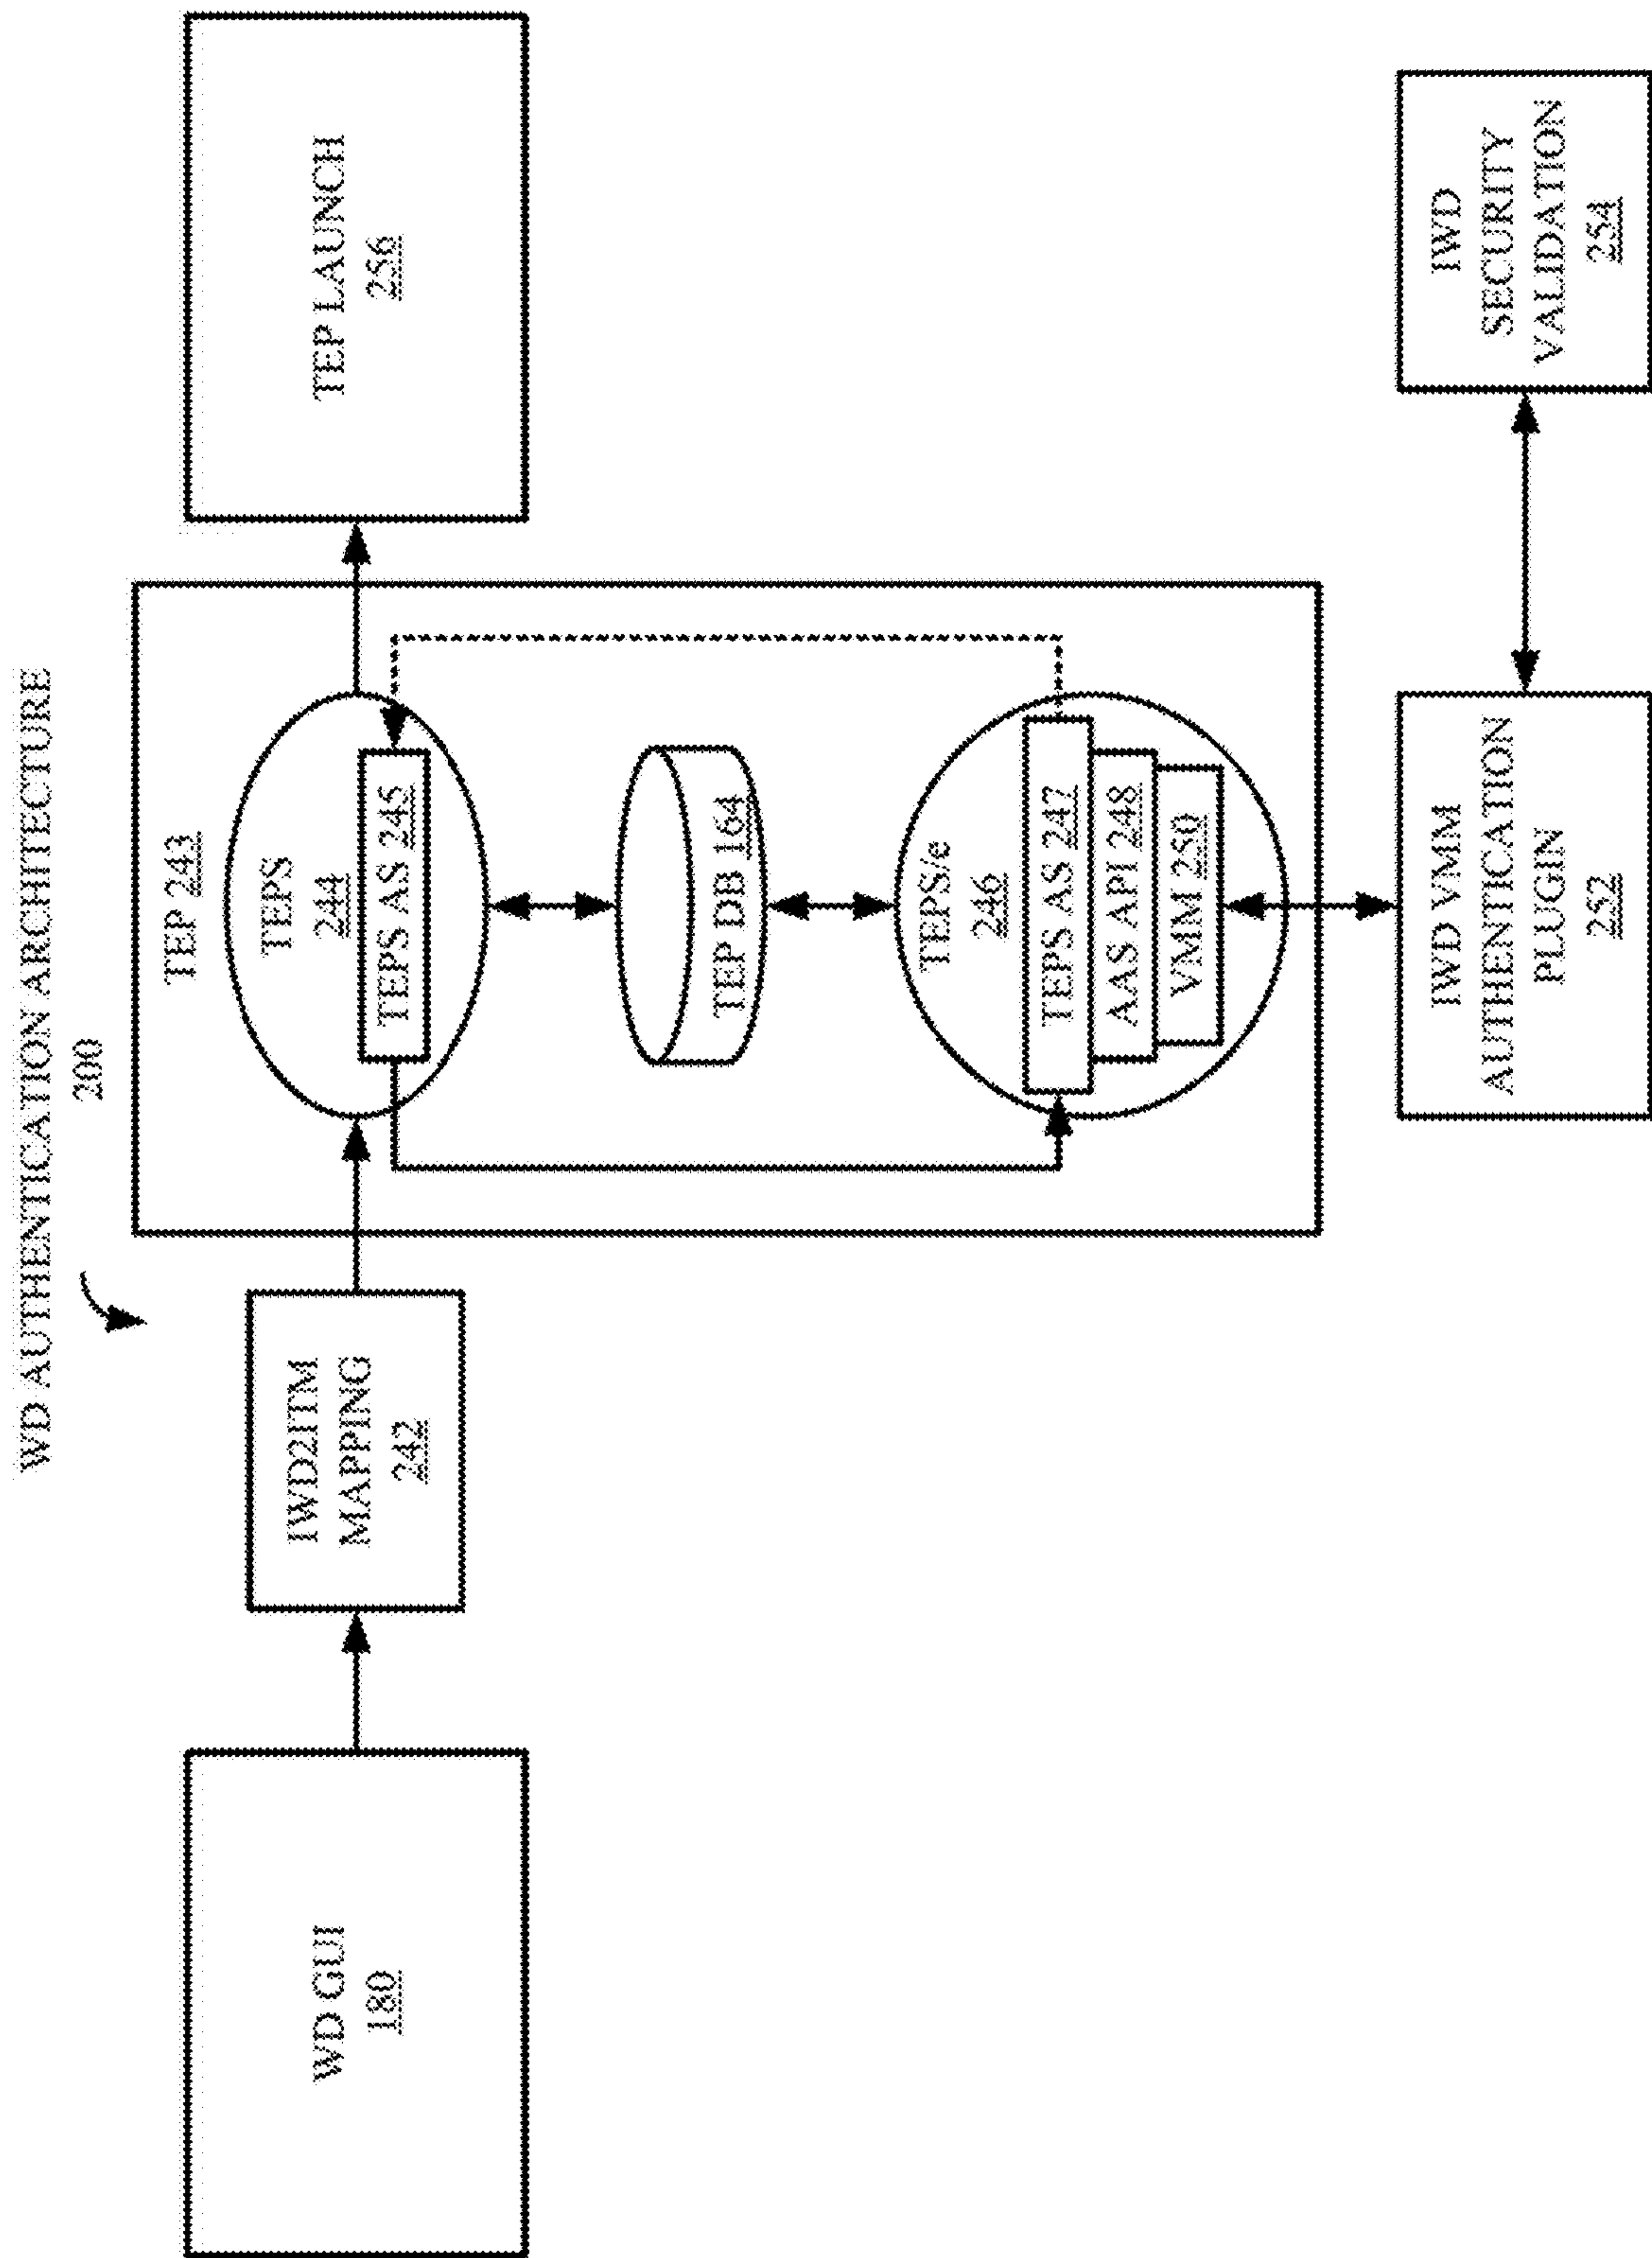 WD AUTHENTICATION ARCHITECTURE
200
WD GUI
180
IWD2ITM
MAPPING
242
TEP 243
TEPS
244
TEPS AS 245
TEP DB 164
TEPS/e
246
TEPS AS 247
AAS API 248
VMM 250
TEP LAUNCH
256
IWD VMM
AUTHENTICATION
PLUGIN
252
IWD
SECURITY
VALIDATION
254